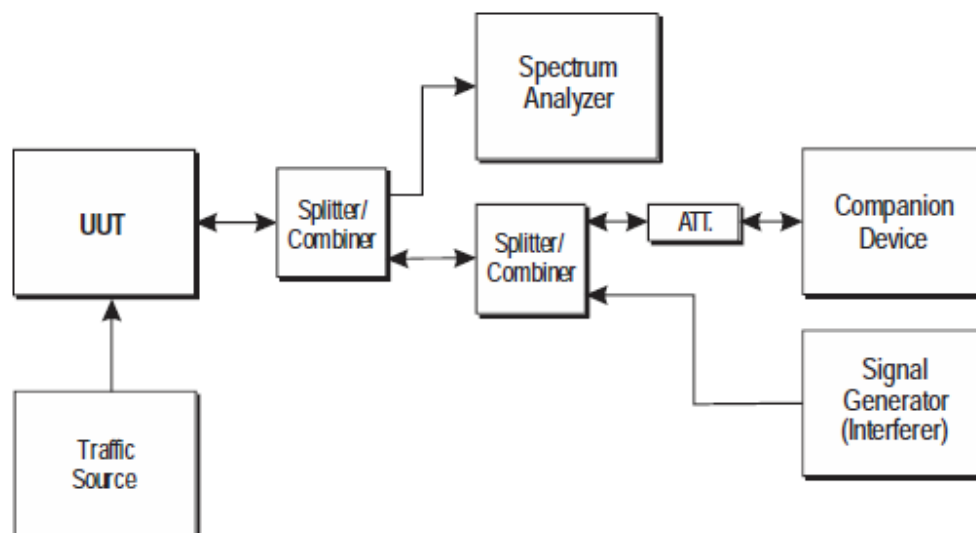 Spectrum
Analyzer
UUT
Splitter/
Combiner
Splitter/
Combiner
ATT.
Companion
Device
Signal
Generator
(Interferer)
Traffic
Source